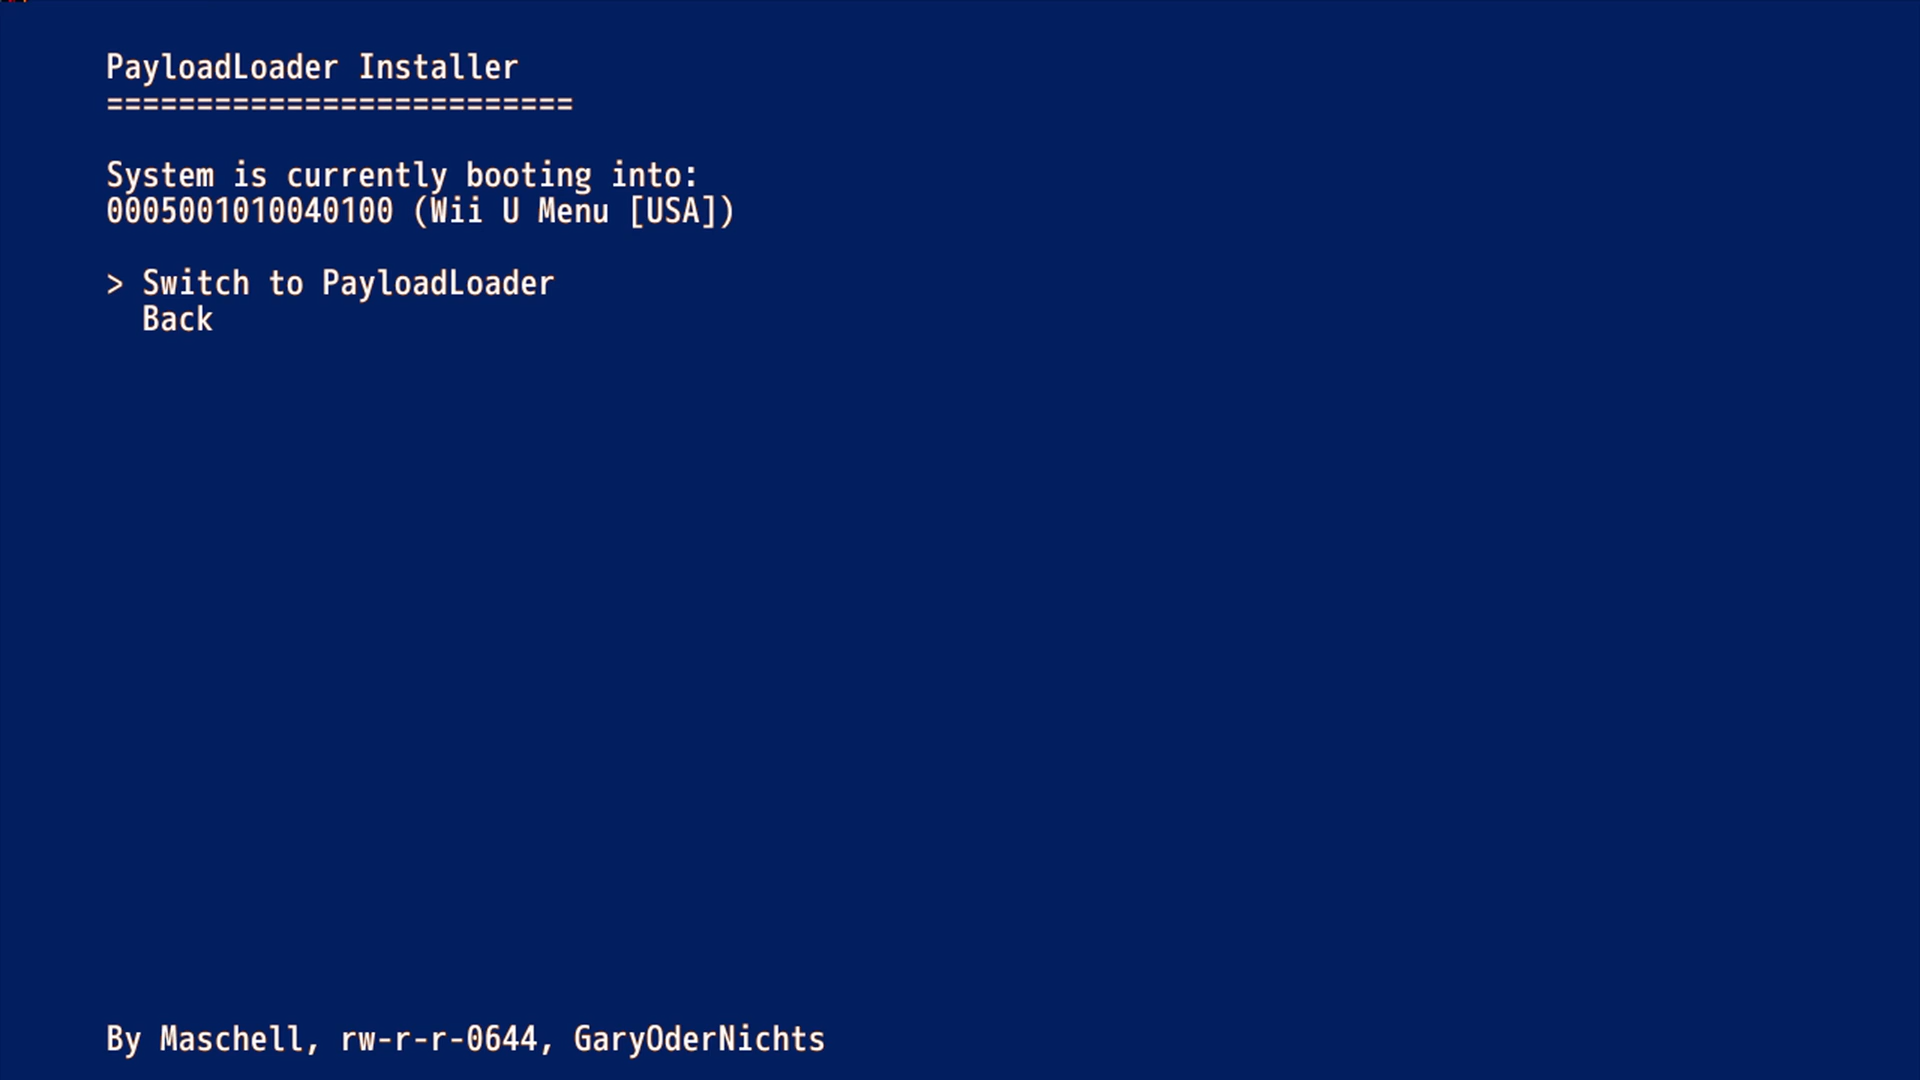 PayloadLoader Installer
==========================
System is currently booting into:
0005001010040100 (Wii U Menu [USA])
> Switch to PayloadLoader
Back
By Maschell, rw-r-r-0644, GaryOderNichts